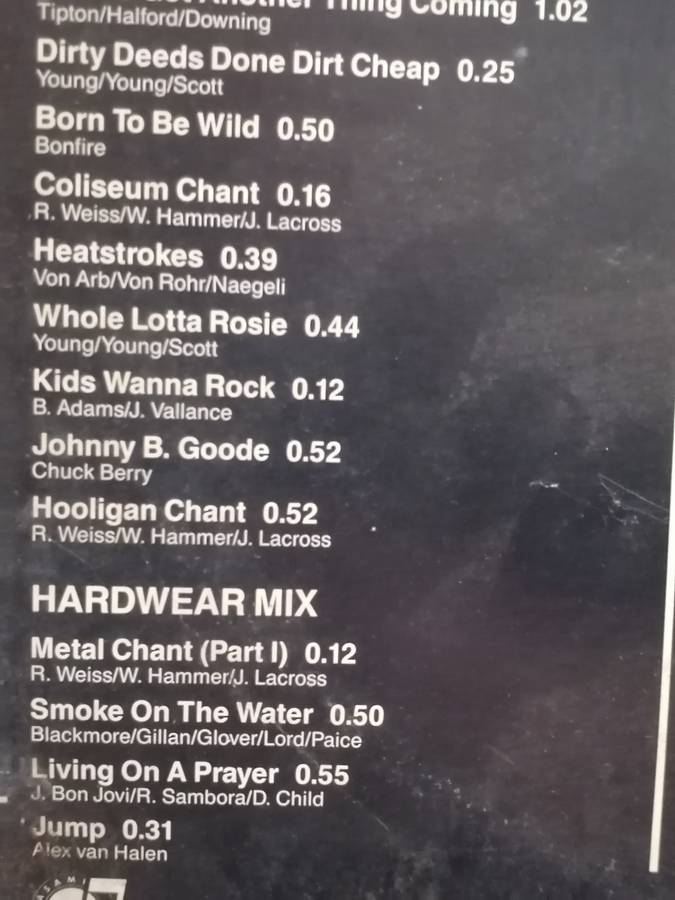 Another Thing Coming 1.02
Tipton/Halford/Downing
Dirty Deeds Done Dirt Cheap 0.25
Young/Young/Scott
Born To Be Wild 0.50
Bonfire
Coliseum Chant 0.16
R. Weiss/W. Hammer/J. Lacross
Heatstrokes 0.39
Von Arb/Von Rohr/Naegeli
Whole Lotta Rosie 0.44
Young/Young/Scott
Kids Wanna Rock 0.12
B. Adams/J. Vallance
Johnny B. Goode 0.52
Chuck Berry
Hooligan Chant 0.52
R. Weiss/W. Hammer/J. Lacross
HARDWEAR MIX
Metal Chant (Part I) 0.12
R. Weiss/W. Hammer/J. Lacross
Smoke On The Water 0.50
Blackmore/Gillan/Glover/Lord/Paice
Living On A Prayer 0.55
J. Bon Jovi/R. Sambora/D. Child
Jump 0.31
Alex van Halen